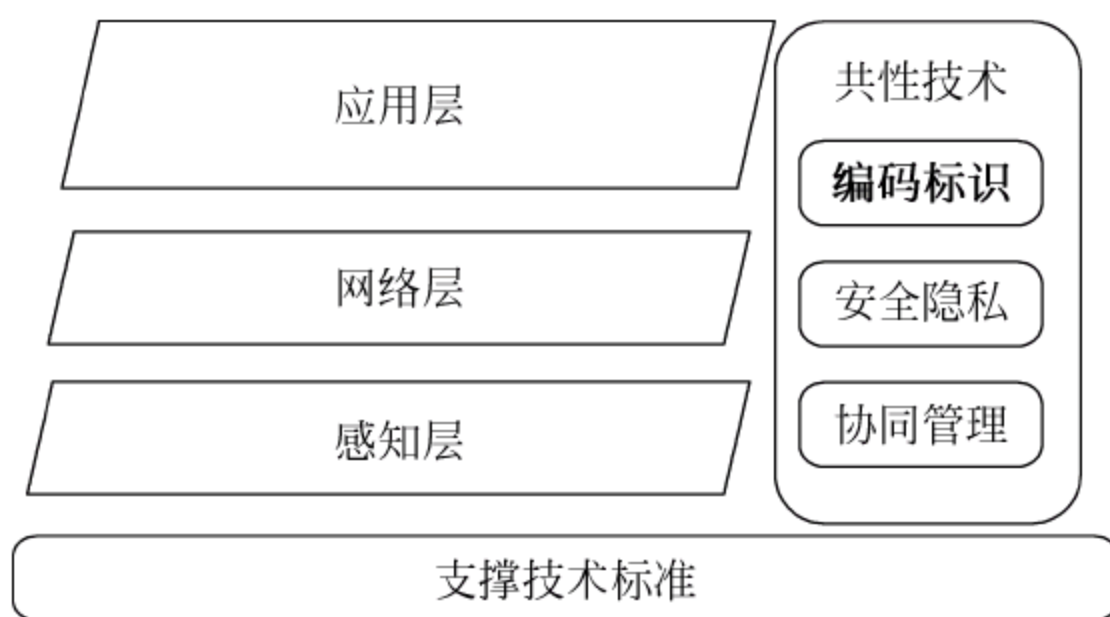 应用层
网络层
感知层
共性技术
编码标识
安全隐私
协同管理
支撑技术标准